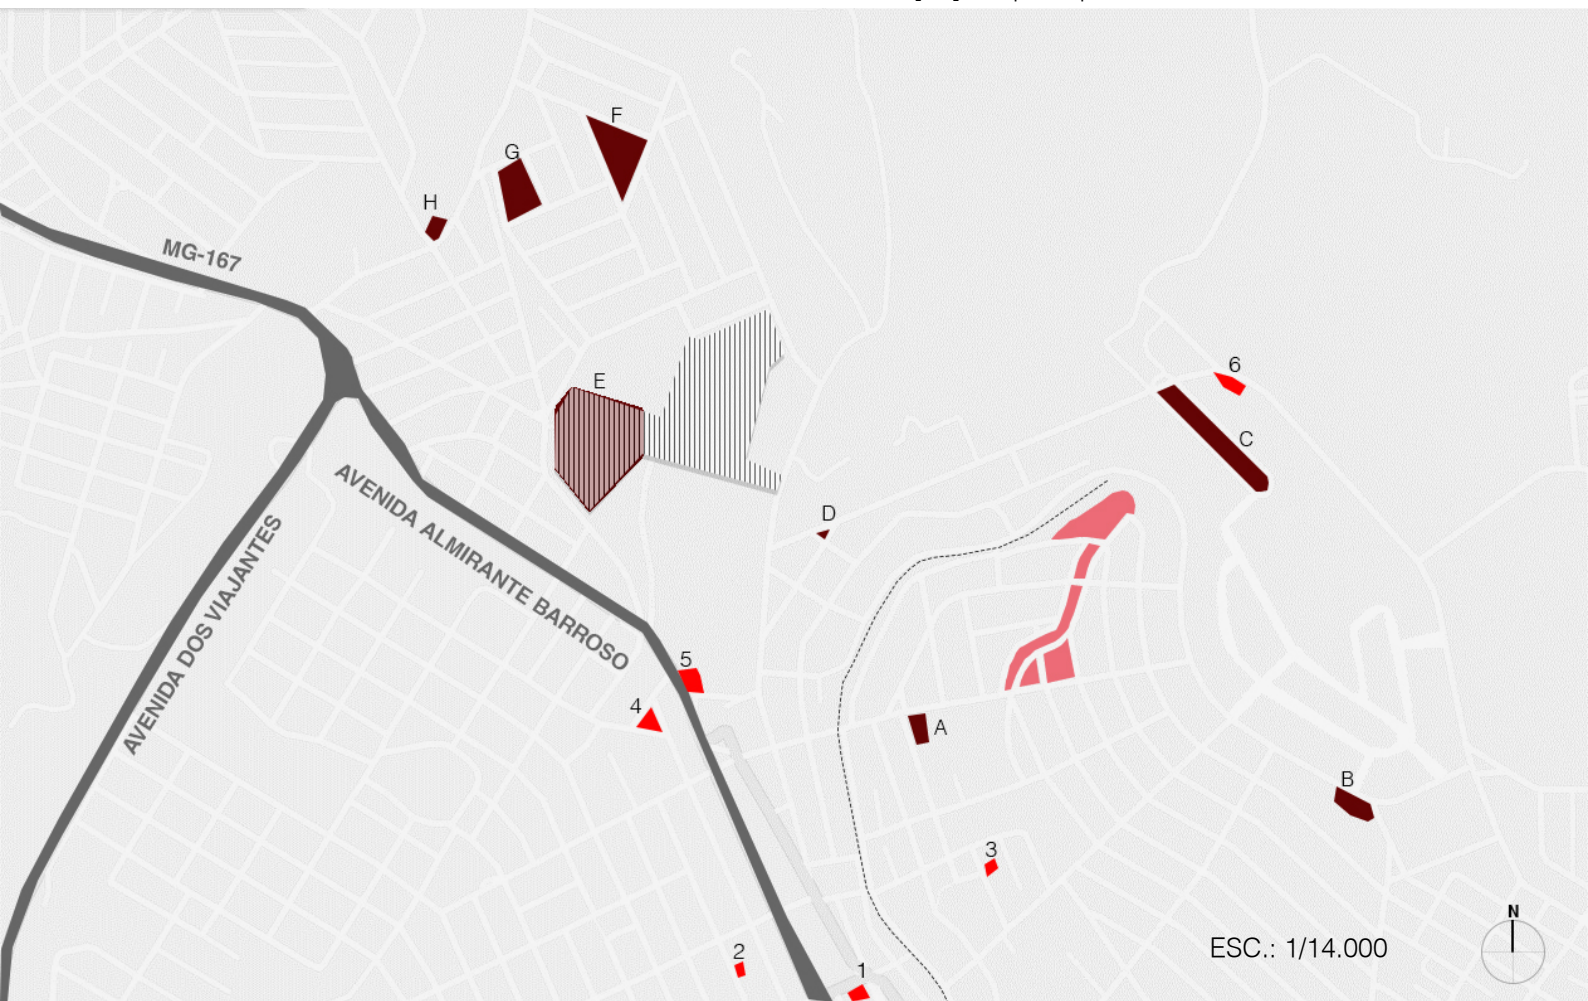 F
G
H
MG-167
6
E
C
D
AVENIDA ALMIRANTE BARROSO
AVENIDA DOS VIAJANTES
5
4
A
B
3
N
ESC.: 1/14.000
2
1